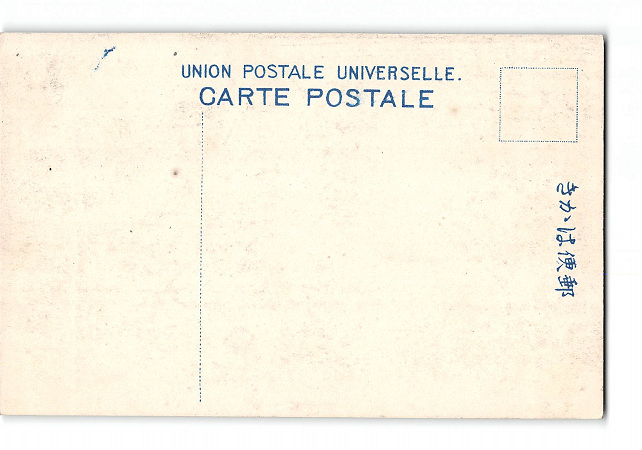 UNION POSTALE UNIVERSELLE.
CARTE POSTALE
きかは便郵